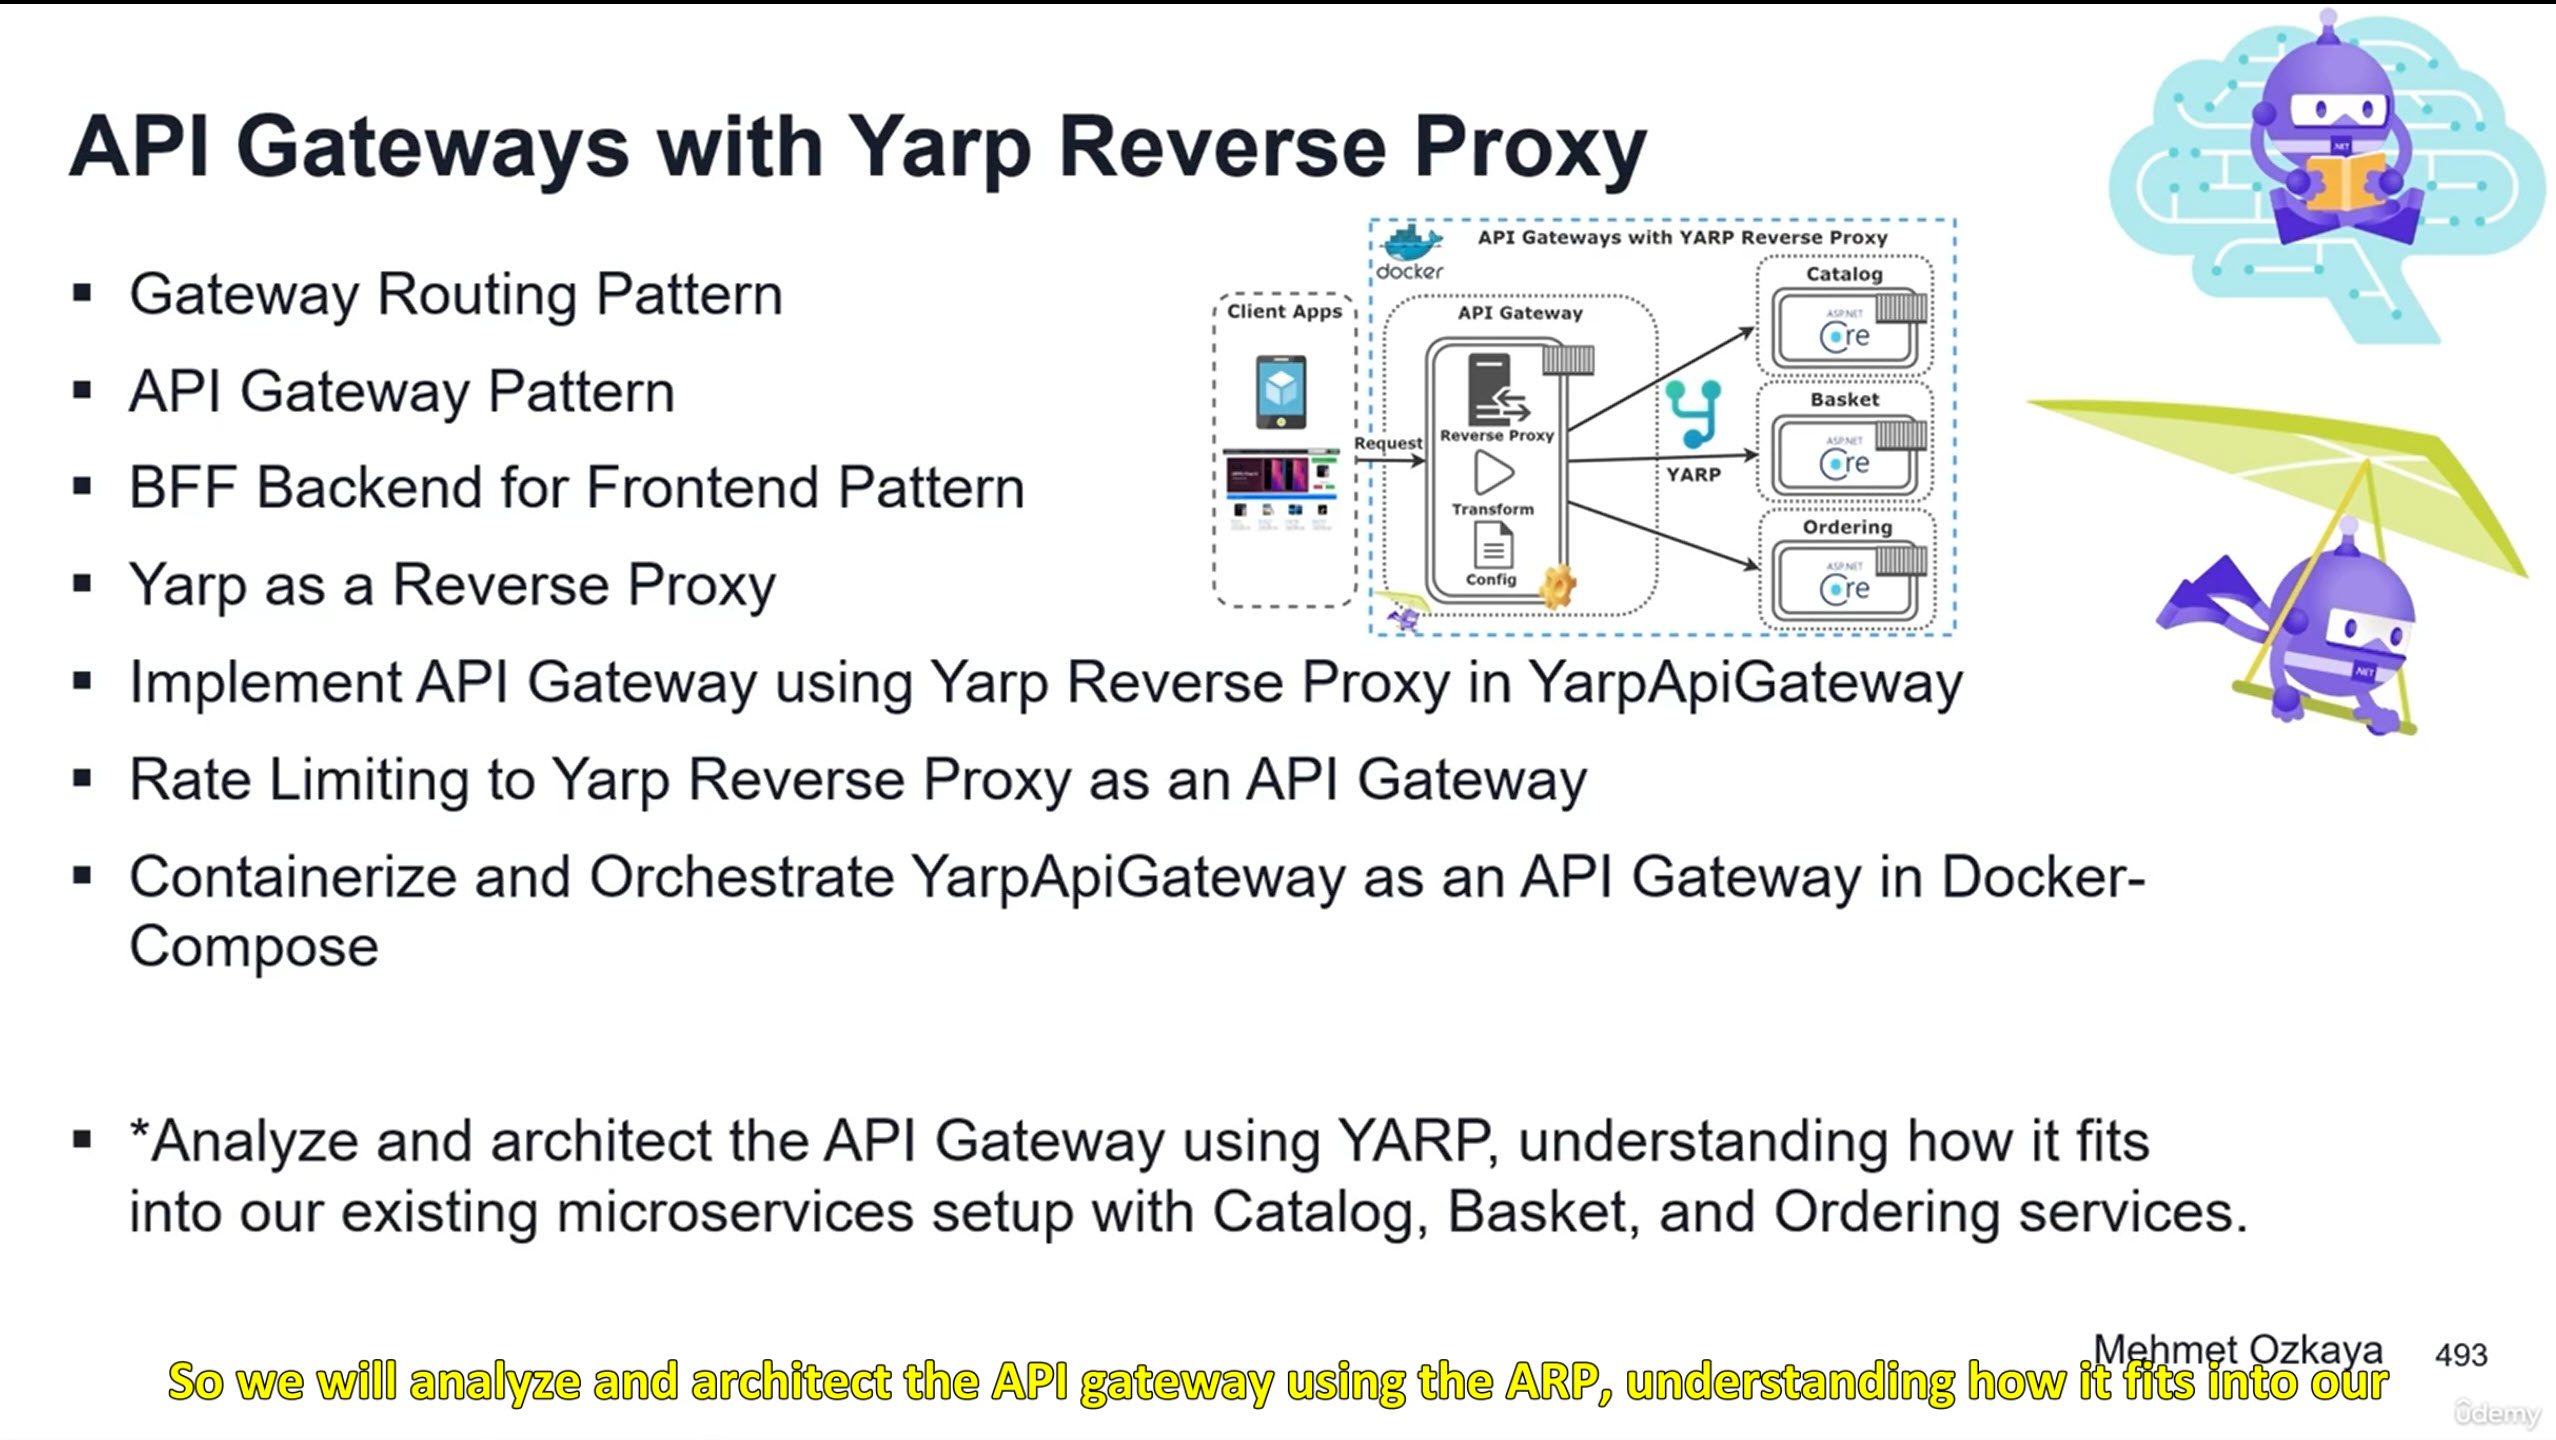 API Gateways with Yarp Reverse Proxy
▪ Gateway Routing Pattern
▪ API Gateway Pattern
▪ BFF Backend for Frontend Pattern
▪ Yarp as a Reverse Proxy
▪ Implement API Gateway using Yarp Reverse Proxy in YarpApiGateway
▪ Rate Limiting to Yarp Reverse Proxy as an API Gateway
▪ Containerize and Orchestrate YarpApiGateway as an API Gateway in Docker-
Compose
▪ *Analyze and architect the API Gateway using YARP, understanding how it fits
into our existing microservices setup with Catalog, Basket, and Ordering services.
API Gateways with YARP Reverse Proxy
docker
Client Apps
Request
API Gateway
Reverse Proxy
Transform
Config
YARP
Catalog
ASP.NET
Core
Basket
ASP.NET
Core
Ordering
ASP.NET
Core
.NET
.NET
Mehmet Ozkaya
493
So we will analyze and architect the API gateway using the ARP, understanding how it fits into our
ûdemy